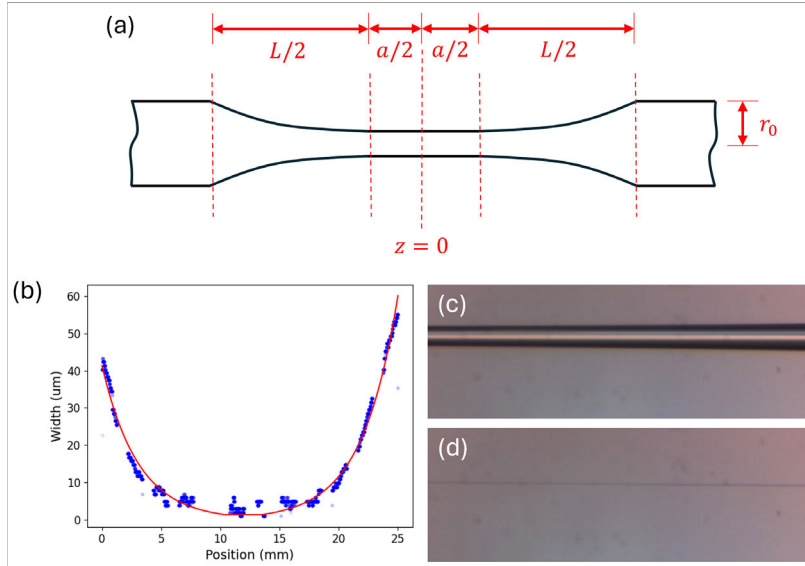 (a)
L/2
a/2
a/2
L/2
r₀
z = 0
(b)
60
50
40
30
20
10
0
Width (um)
0
5
10
15
20
25
Position (mm)
(c)
(d)